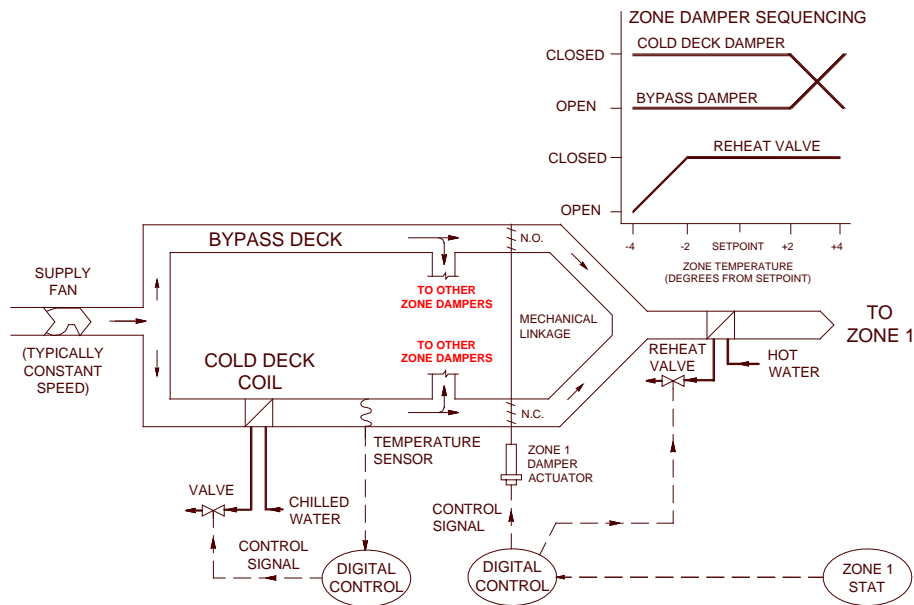 ZONE DAMPER SEQUENCING
COLD DECK DAMPER
CLOSED
BYPASS DAMPER
OPEN
REHEAT VALVE
CLOSED
OPEN
-4
-2
SETPOINT
+2
+4
ZONE TEMPERATURE
(DEGREES FROM SETPOINT)
BYPASS DECK
N.O.
SUPPLY
FAN
(TYPICALLY
CONSTANT
SPEED)
TO OTHER
ZONE DAMPERS
MECHANICAL
LINKAGE
TO OTHER
ZONE DAMPERS
COLD DECK
COIL
TO
ZONE 1
REHEAT
VALVE
HOT
WATER
N.C.
TEMPERATURE
SENSOR
ZONE 1
DAMPER
ACTUATOR
VALVE
CHILLED
WATER
CONTROL
SIGNAL
CONTROL
SIGNAL
DIGITAL
CONTROL
DIGITAL
CONTROL
ZONE 1
STAT